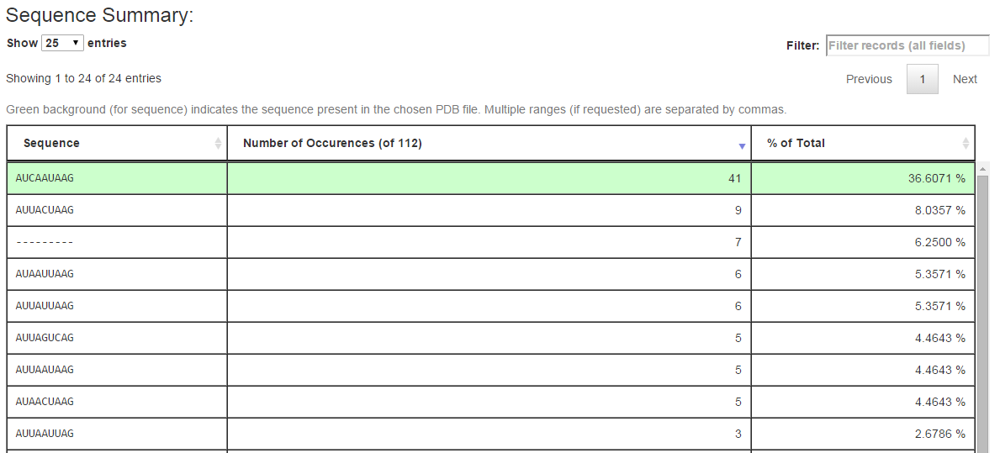 Sequence Summary:
Show 25 entries
Filter: Filter records (all fields)
Showing 1 to 24 of 24 entries
Previous 1 Next
Green background (for sequence) indicates the sequence present in the chosen PDB file. Multiple ranges (if requested) are separated by commas.
Sequence Number of Occurences (of 112) % of Total
AUCAAUAAG 41 36.6071 %
AUUACUAAG 9 8.0357 %
--------- 7 6.2500 %
AUAAUUAAG 6 5.3571 %
AUUAUUAAG 6 5.3571 %
AUUAGUCAG 5 4.4643 %
AUUAAUAAG 5 4.4643 %
AUAACUAAG 5 4.4643 %
AUUAAUUAG 3 2.6786 %